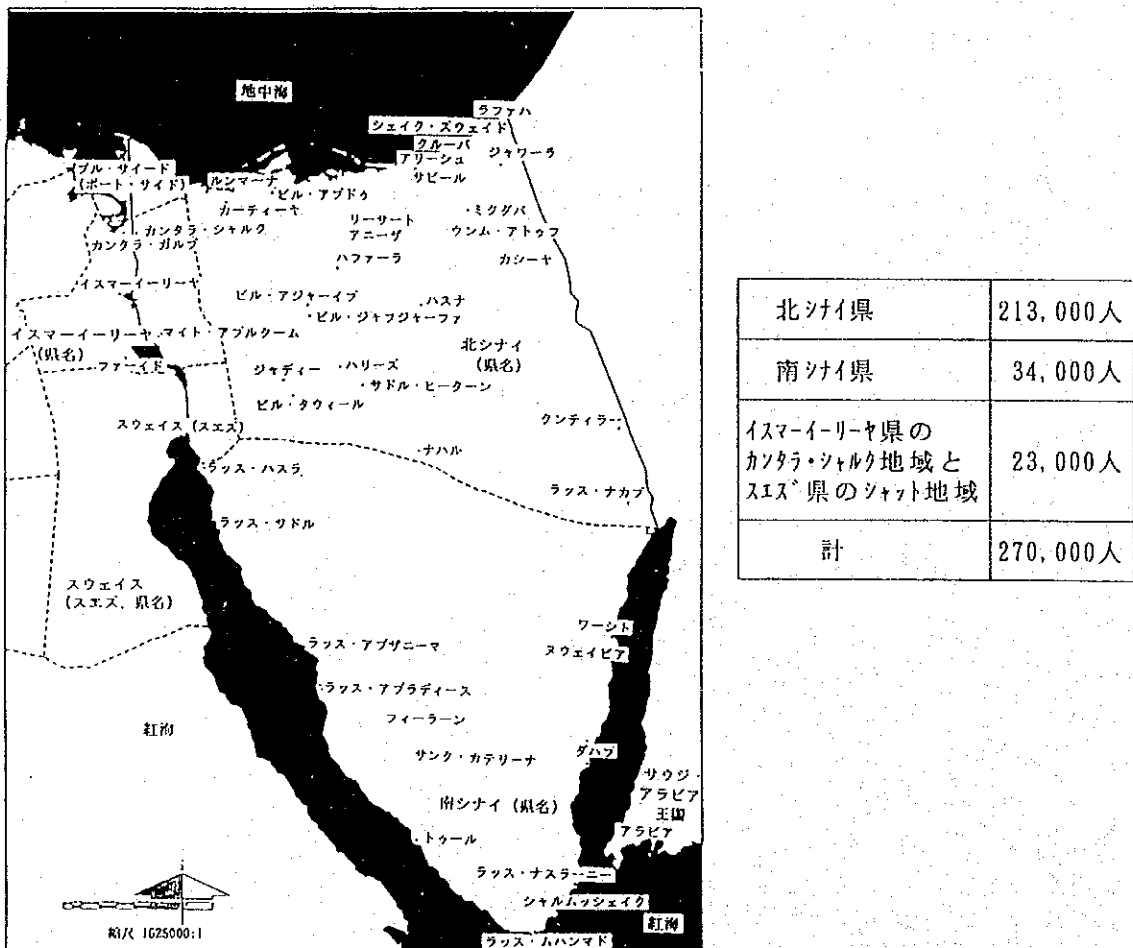 地中海
ラファハ
シェイク・ズウェイド
クルーバ
アリーシュ
ジャワーラ
サビール
(ポート・サイド)
ルンマーナ
ビル・アブドゥ
カーティーヤ
リーサート
アニーザ
・ミクダバ
ウンム・アトゥフ
カンタラ・シャルク
カンタラ・ガルブ
ハファーラ
カシーヤ
イスマーイーリーヤ
ビル・アジャーイブ
ハスナ
・ビル・ジャフジャーファ
イスマーイーリーヤ
(県名)
マイト・アブルクーム
北シナイ
(県名)
ファーイド
ジャディー
・ハリーズ
・サドル・ヒーターン
ビル・タウィール
クンティラ
スウェイス (スエズ)
・ナハル
ラッス・ハスラ
ラッス・ナカブ
ラッス・サドル
スウェイス
(スエズ、県名)
ワーシト
ヌウェイビア
ラッス・アブザニーマ
ラッス・アブラディース
フィーラーン
紅海
サンク・カテリーナ
ダハブ
サウジ・
アラビア
王国
アラビア
南シナイ (県名)
・トゥール
ラッス・ナスラーニー
シャルムッシェイク
紅海
ラッス・ムハンマド
縮尺 1625000:1
北シナイ県 213,000人
南シナイ県 34,000人
イスマーイーリーヤ県の
カンタラ・シャルク地域と
スエズ県のシャット地域 23,000人
計 270,000人